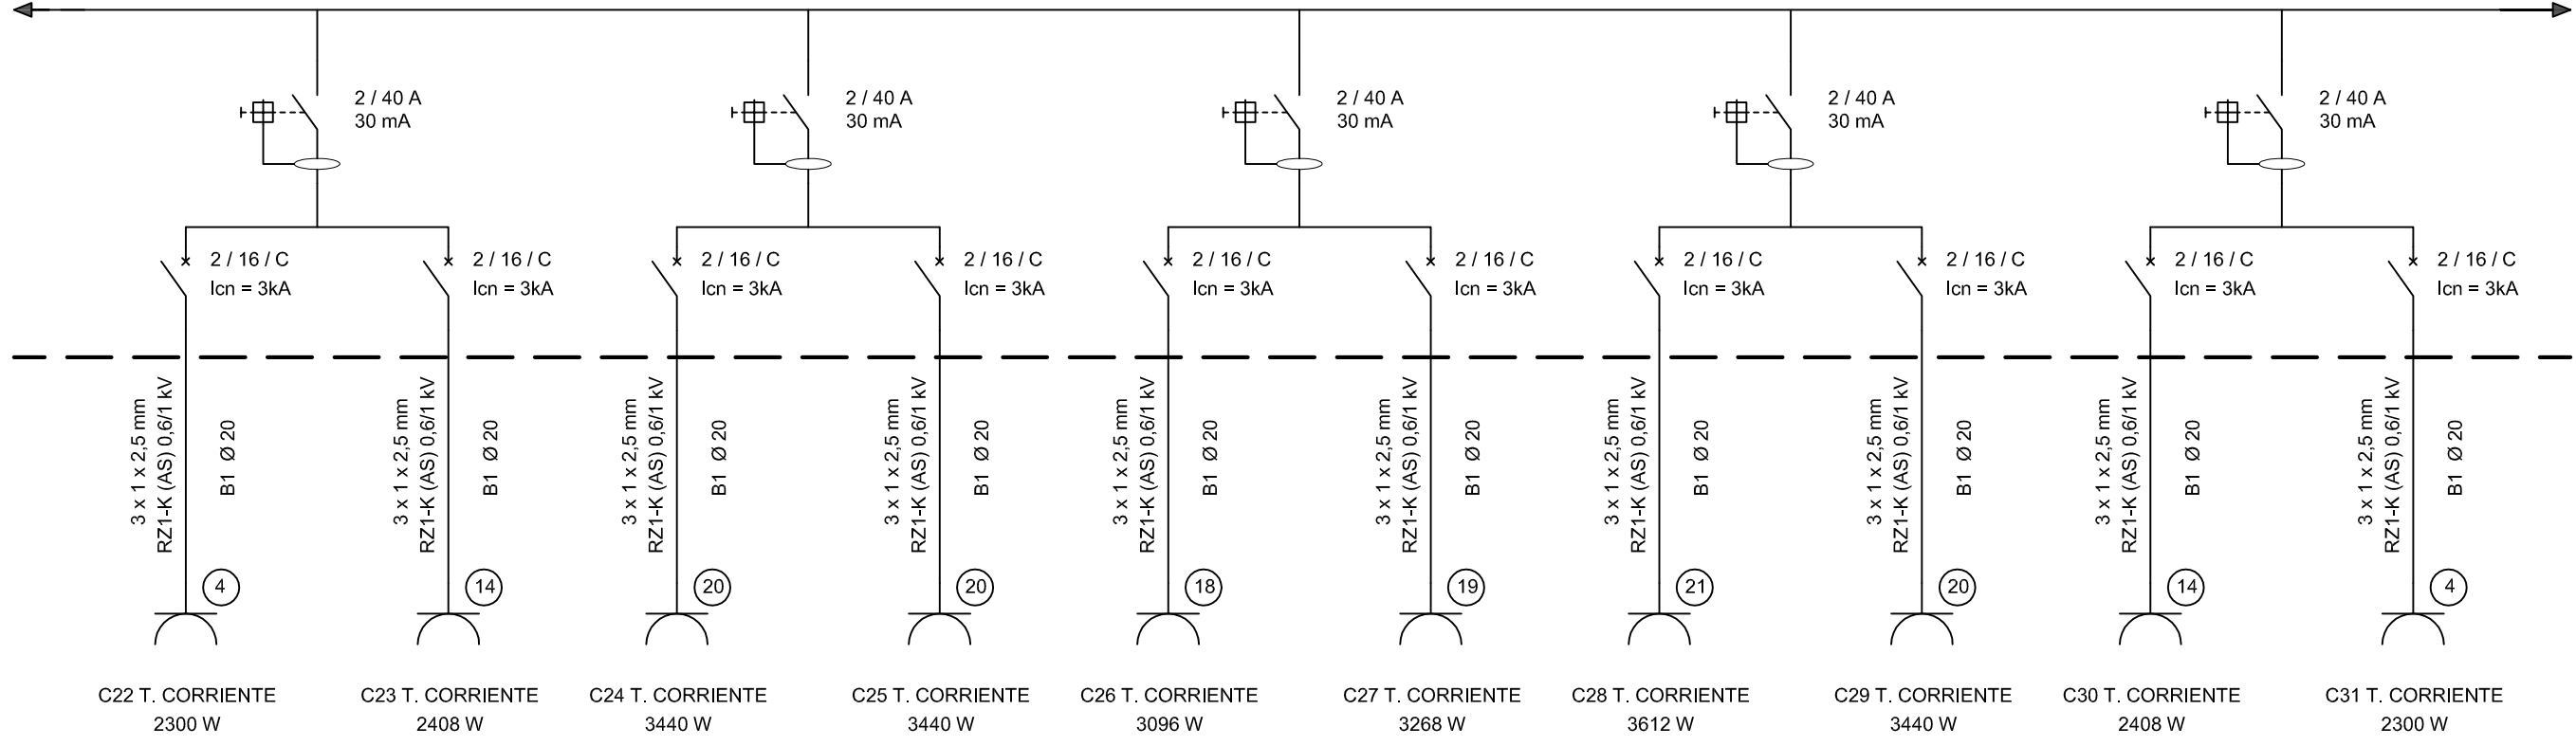 2 / 40 A
30 mA
2 / 40 A
30 mA
2 / 40 A
30 mA
2 / 40 A
30 mA
2 / 40 A
30 mA
2 / 16 / C
Icn = 3kA
2 / 16 / C
Icn = 3kA
2 / 16 / C
Icn = 3kA
2 / 16 / C
Icn = 3kA
2 / 16 / C
Icn = 3kA
2 / 16 / C
Icn = 3kA
2 / 16 / C
Icn = 3kA
2 / 16 / C
Icn = 3kA
2 / 16 / C
Icn = 3kA
2 / 16 / C
Icn = 3kA
3 x 1 x 2,5 mm
RZ1-K (AS) 0,6/1 kV
B1 Ø 20
3 x 1 x 2,5 mm
RZ1-K (AS) 0,6/1 kV
B1 Ø 20
3 x 1 x 2,5 mm
RZ1-K (AS) 0,6/1 kV
B1 Ø 20
3 x 1 x 2,5 mm
RZ1-K (AS) 0,6/1 kV
B1 Ø 20
3 x 1 x 2,5 mm
RZ1-K (AS) 0,6/1 kV
B1 Ø 20
3 x 1 x 2,5 mm
RZ1-K (AS) 0,6/1 kV
B1 Ø 20
3 x 1 x 2,5 mm
RZ1-K (AS) 0,6/1 kV
B1 Ø 20
3 x 1 x 2,5 mm
RZ1-K (AS) 0,6/1 kV
B1 Ø 20
3 x 1 x 2,5 mm
RZ1-K (AS) 0,6/1 kV
B1 Ø 20
3 x 1 x 2,5 mm
RZ1-K (AS) 0,6/1 kV
B1 Ø 20
4
14
20
20
18
19
21
20
14
4
C22 T. CORRIENTE
2300 W
C23 T. CORRIENTE
2408 W
C24 T. CORRIENTE
3440 W
C25 T. CORRIENTE
3440 W
C26 T. CORRIENTE
3096 W
C27 T. CORRIENTE
3268 W
C28 T. CORRIENTE
3612 W
C29 T. CORRIENTE
3440 W
C30 T. CORRIENTE
2408 W
C31 T. CORRIENTE
2300 W